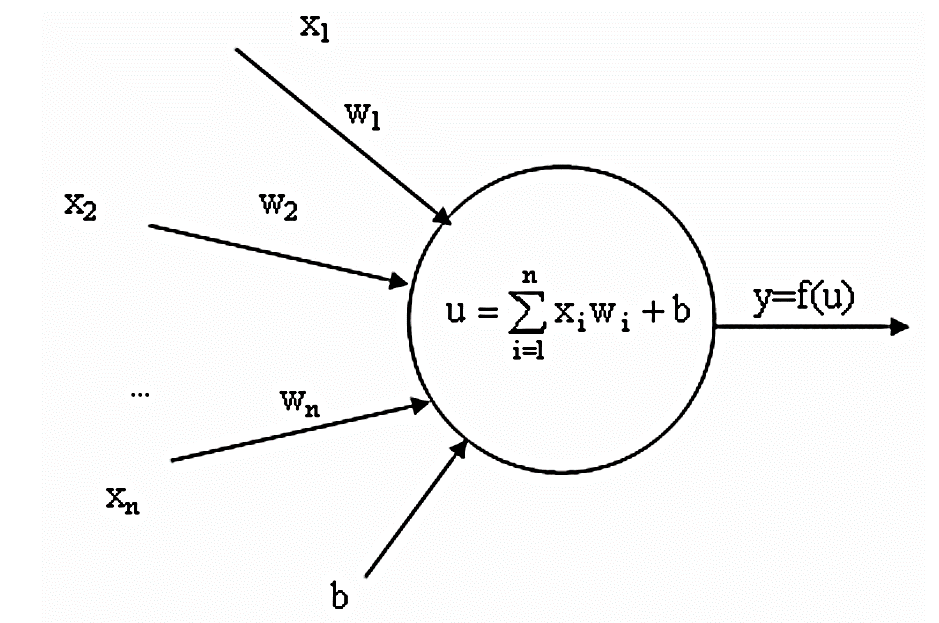 x1
w1
x2
w2
n
u = ∑ xi wi + b
i=1
y=f(u)
...
wn
xn
b